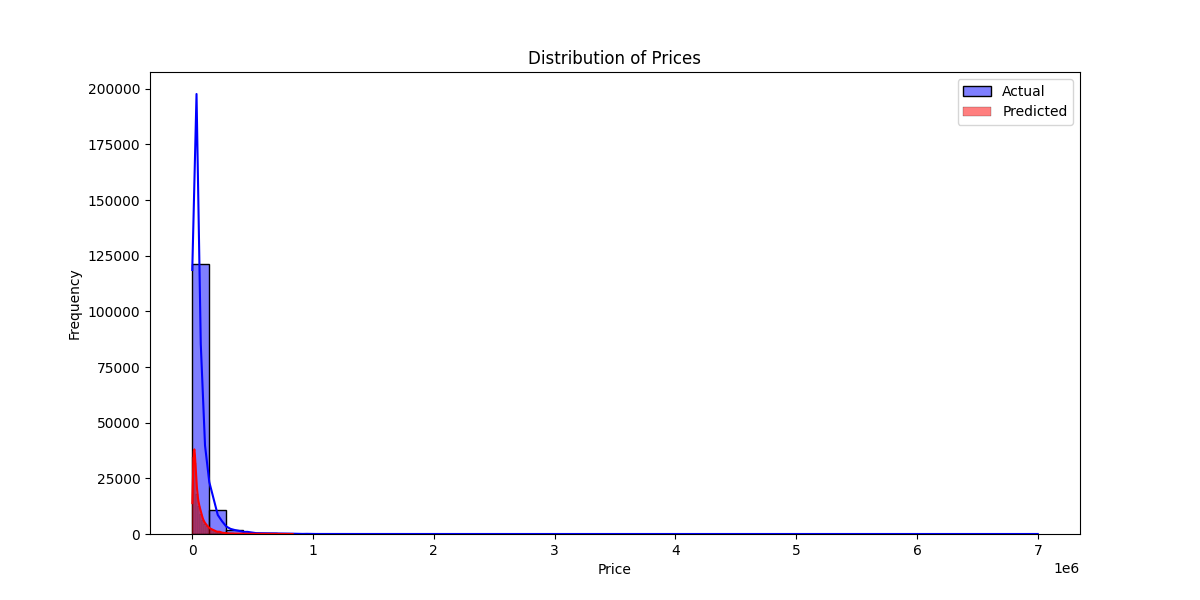 Distribution of Prices
Actual
Predicted
200000
175000
150000
125000
100000
75000
50000
25000
0
Frequency
0 1 2 3 4 5 6 7
1e6
Price